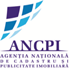 ANCPI
AGENȚIA NAȚIONALĂ
DE CADASTRU ȘI
PUBLICITATE IMOBILIARĂ